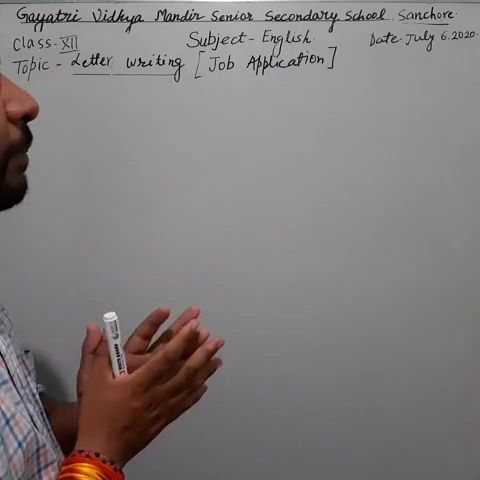 Gayatri Vidhya Mandir Senior Secondary School. Sanchore.
Class-XII Subject-English. Date. July 6.2020.
Topic - Letter writing [Job Application]